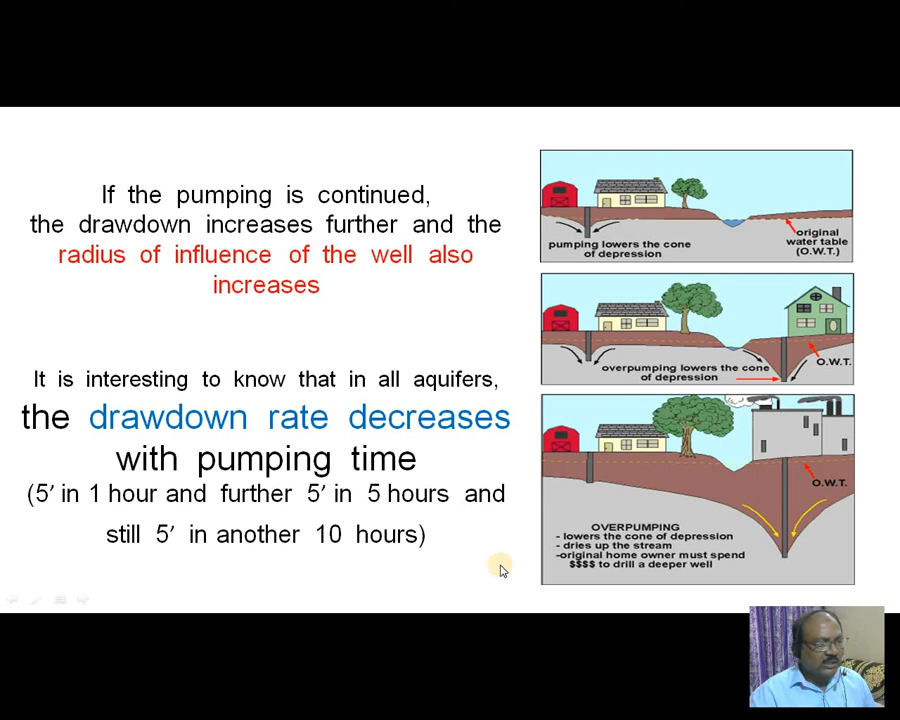 If the pumping is continued,
the drawdown increases further and the
radius of influence of the well also
increases
It is interesting to know that in all aquifers,
the drawdown rate decreases
with pumping time
(5′ in 1 hour and further 5′ in 5 hours and
still 5′ in another 10 hours)
pumping lowers the cone
of depression
original
water table
(O.W.T.)
overpumping lowers the cone
of depression
O.W.T.
O.W.T.
OVERPUMPING
- lowers the cone of depression
- dries up the stream
-original home owner must spend
$$$$ to drill a deeper well